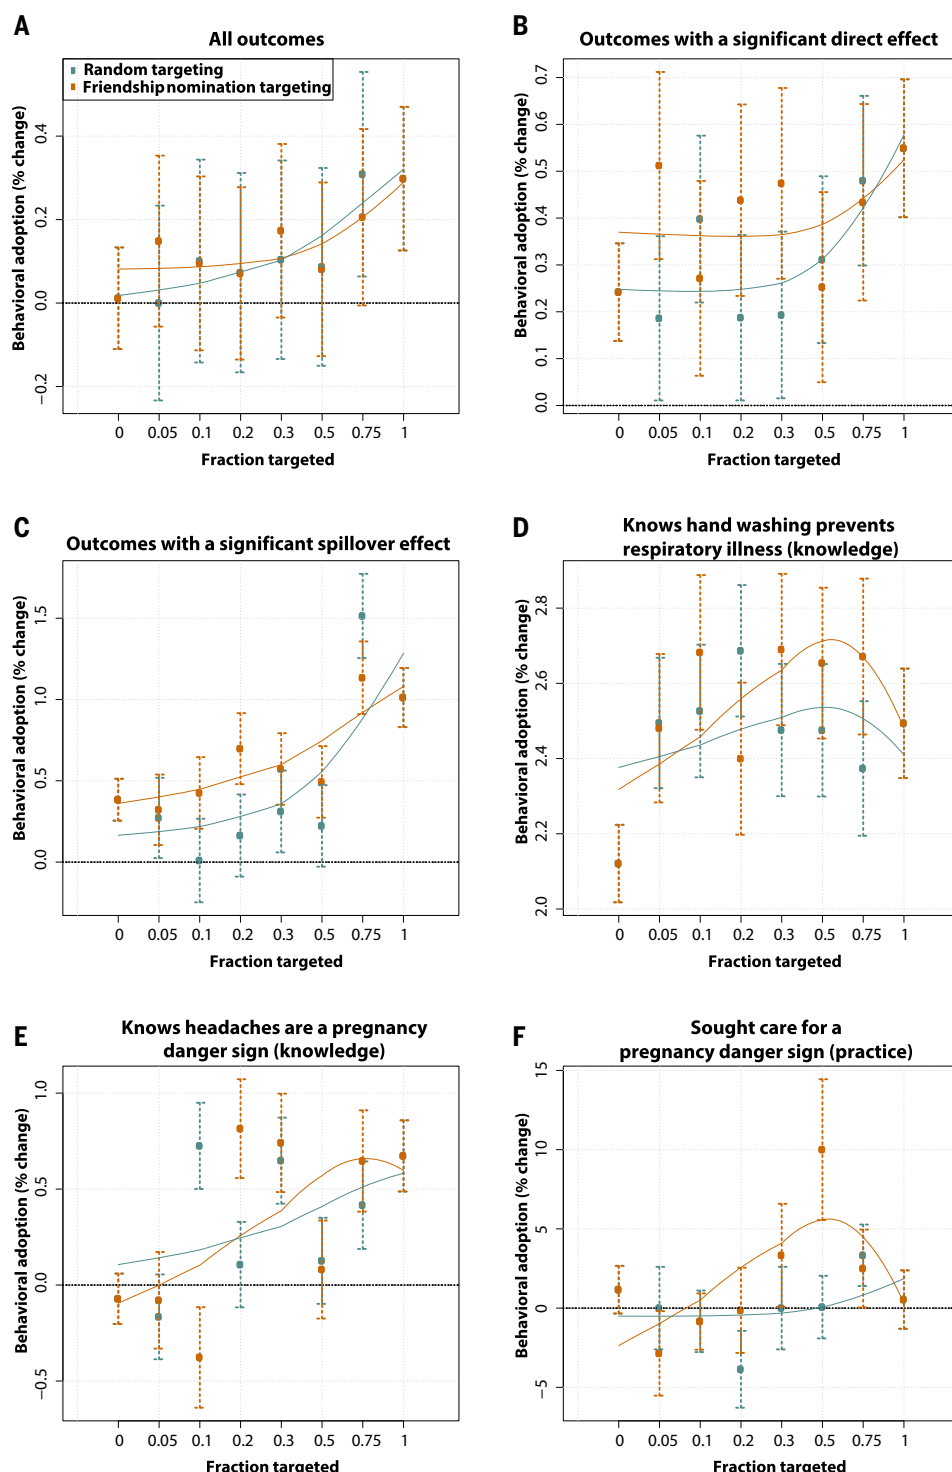 A
All outcomes
Random targeting
Friendship nomination targeting
Behavioral adoption (% change)
0.4
0.2
0.0
−0.2
0 0.05 0.1 0.2 0.3 0.5 0.75 1
Fraction targeted
B
Outcomes with a significant direct effect
Behavioral adoption (% change)
0.7
0.6
0.5
0.4
0.3
0.2
0.1
0.0
0 0.05 0.1 0.2 0.3 0.5 0.75 1
Fraction targeted
C
Outcomes with a significant spillover effect
Behavioral adoption (% change)
1.5
1.0
0.5
0.0
0 0.05 0.1 0.2 0.3 0.5 0.75 1
Fraction targeted
D
Knows hand washing prevents
respiratory illness (knowledge)
Behavioral adoption (% change)
2.8
2.6
2.4
2.2
2.0
0 0.05 0.1 0.2 0.3 0.5 0.75 1
Fraction targeted
E
Knows headaches are a pregnancy
danger sign (knowledge)
Behavioral adoption (% change)
1.0
0.5
0.0
−0.5
0 0.05 0.1 0.2 0.3 0.5 0.75 1
Fraction targeted
F
Sought care for a
pregnancy danger sign (practice)
Behavioral adoption (% change)
15
10
5
0
−5
0 0.05 0.1 0.2 0.3 0.5 0.75 1
Fraction targeted